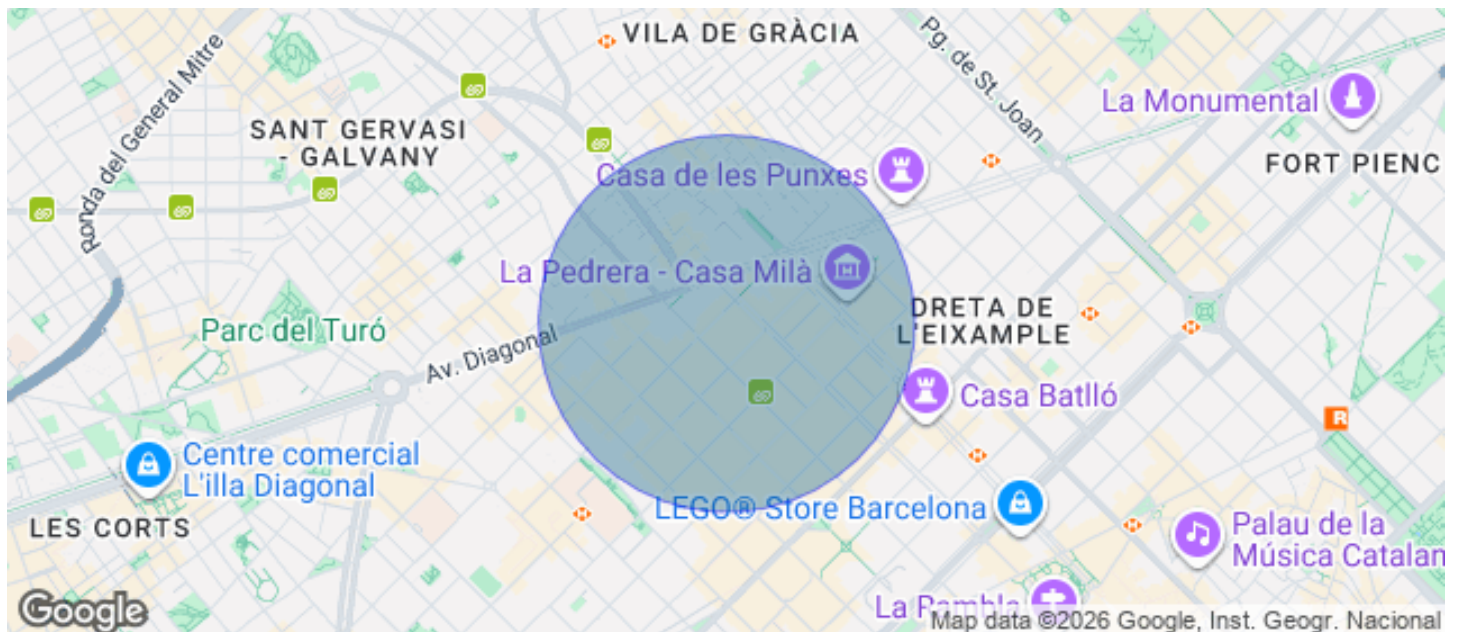 VILA DE GRÀCIA
Pg. de St. Joan
Ronda del General Mitre
La Monumental
SANT GERVASI
- GALVANY
FORT PIENC
Casa de les Punxes
La Pedrera - Casa Milà
DRETA DE
L'EIXAMPLE
Parc del Turó
Av. Diagonal
Casa Batlló
R
Centre comercial
L'illa Diagonal
LEGO® Store Barcelona
LES CORTS
Palau de la
Música Catalan
La Rambla
Google
Map data ©2026 Google, Inst. Geogr. Nacional